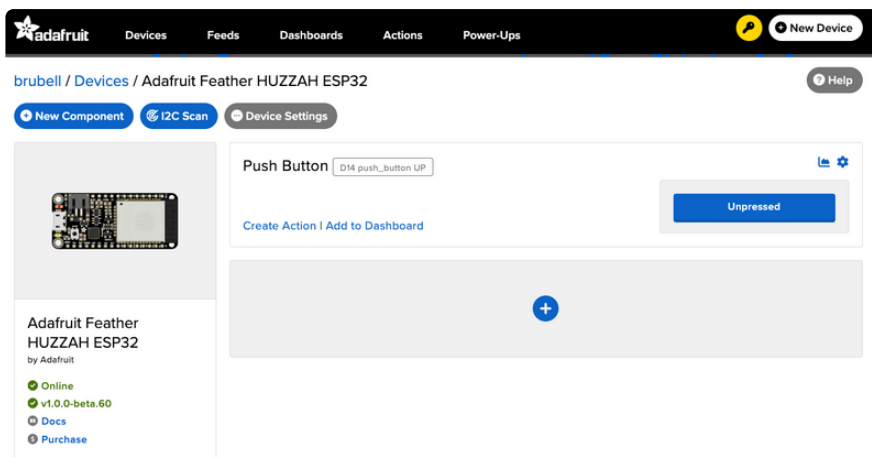 adafruit Devices Feeds Dashboards Actions Power-Ups New Device
brubell / Devices / Adafruit Feather HUZZAH ESP32 Help
New Component I2C Scan Device Settings
Push Button D14 push_button UP
Unpressed
Create Action | Add to Dashboard
Adafruit Feather
HUZZAH ESP32
by Adafruit
Online
v1.0.0-beta.60
Docs
Purchase